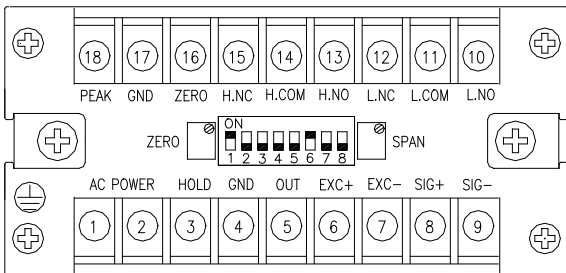 18 17 16 15 14 13 12 11 10
PEAK GND ZERO H.NC H.COM H.NO L.NC L.COM L.NO
ZERO ON SPAN
1 2 3 4 5 6 7 8
AC POWER HOLD GND OUT EXC+ EXC− SIG+ SIG−
1 2 3 4 5 6 7 8 9